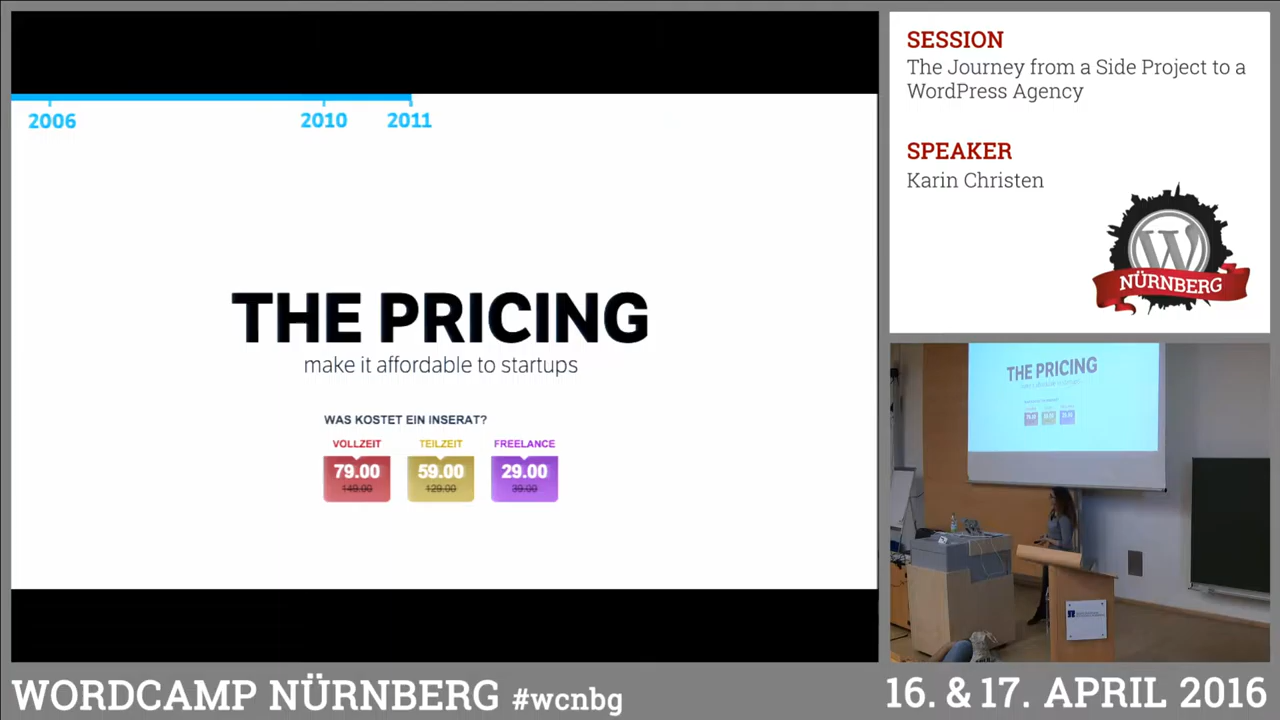 2006 2010 2011
THE PRICING
make it affordable to startups
WAS KOSTET EIN INSERAT?
VOLLZEIT TEILZEIT FREELANCE
79.00 59.00 29.00
149.00 129.00 39.00
SESSION
The Journey from a Side Project to a
WordPress Agency
SPEAKER
Karin Christen
W
NÜRNBERG
THE PRICING
WORDCAMP NÜRNBERG #wcnbg
16. & 17. APRIL 2016